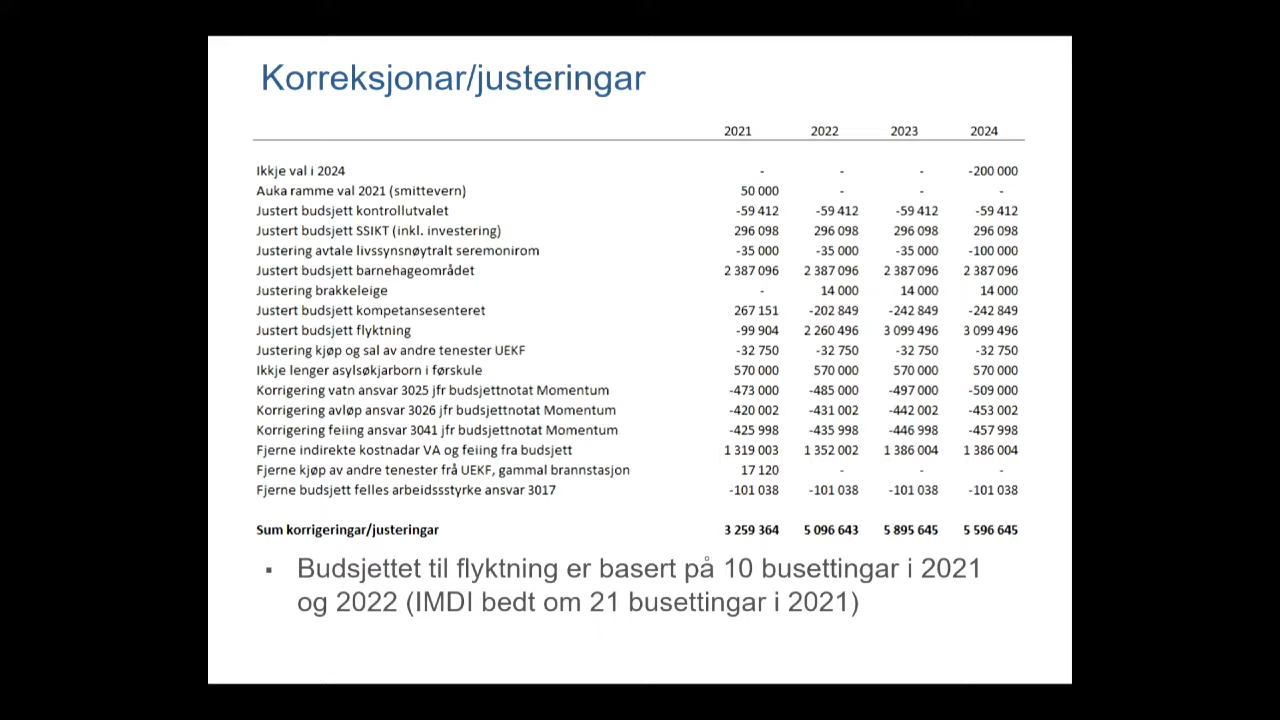 Korreksjonar/justeringar
2021 2022 2023 2024
Ikkje val i 2024 - - - -200 000
Auka ramme val 2021 (smittevern) 50 000 - - -
Justert budsjett kontrollutvalet -59 412 -59 412 -59 412 -59 412
Justert budsjett SSIKT (inkl. investering) 296 098 296 098 296 098 296 098
Justering avtale livssynsnøytralt seremonirom -35 000 -35 000 -35 000 -100 000
Justert budsjett barnehageområdet 2 387 096 2 387 096 2 387 096 2 387 096
Justering brakkeleige - 14 000 14 000 14 000
Justert budsjett kompetansesenteret 267 151 -202 849 -242 849 -242 849
Justert budsjett flyktning -99 904 2 260 496 3 099 496 3 099 496
Justering kjøp og sal av andre tenester UEKF -32 750 -32 750 -32 750 -32 750
Ikkje lenger asylsøkjarborn i førskule 570 000 570 000 570 000 570 000
Korrigering vatn ansvar 3025 jfr budsjettnotat Momentum -473 000 -485 000 -497 000 -509 000
Korrigering avløp ansvar 3026 jfr budsjettnotat Momentum -420 002 -431 002 -442 002 -453 002
Korrigering feiing ansvar 3041 jfr budsjettnotat Momentum -425 998 -435 998 -446 998 -457 998
Fjerne indirekte kostnadar VA og feiing fra budsjett 1 319 003 1 352 002 1 386 004 1 386 004
Fjerne kjøp av andre tenester frå UEKF, gammal brannstasjon 17 120 - - -
Fjerne budsjett felles arbeidsstyrke ansvar 3017 -101 038 -101 038 -101 038 -101 038
Sum korrigeringar/justeringar 3 259 364 5 096 643 5 895 645 5 596 645
▪ Budsjettet til flyktning er basert på 10 busettingar i 2021
og 2022 (IMDI bedt om 21 busettingar i 2021)